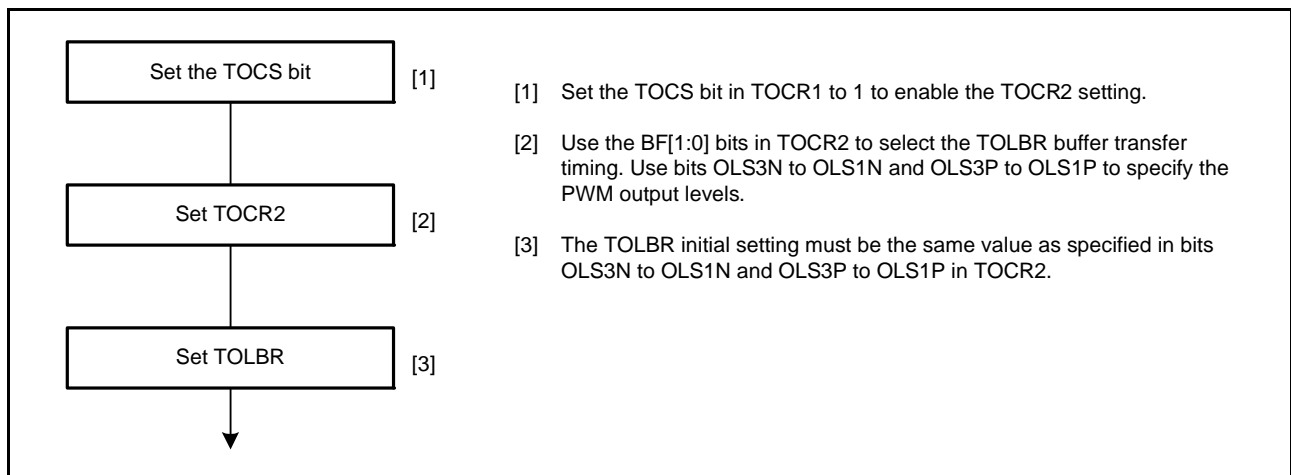 Set the TOCS bit
[1]
Set TOCR2
[2]
Set TOLBR
[3]
[1] Set the TOCS bit in TOCR1 to 1 to enable the TOCR2 setting.
[2] Use the BF[1:0] bits in TOCR2 to select the TOLBR buffer transfer
timing. Use bits OLS3N to OLS1N and OLS3P to OLS1P to specify the
PWM output levels.
[3] The TOLBR initial setting must be the same value as specified in bits
OLS3N to OLS1N and OLS3P to OLS1P in TOCR2.